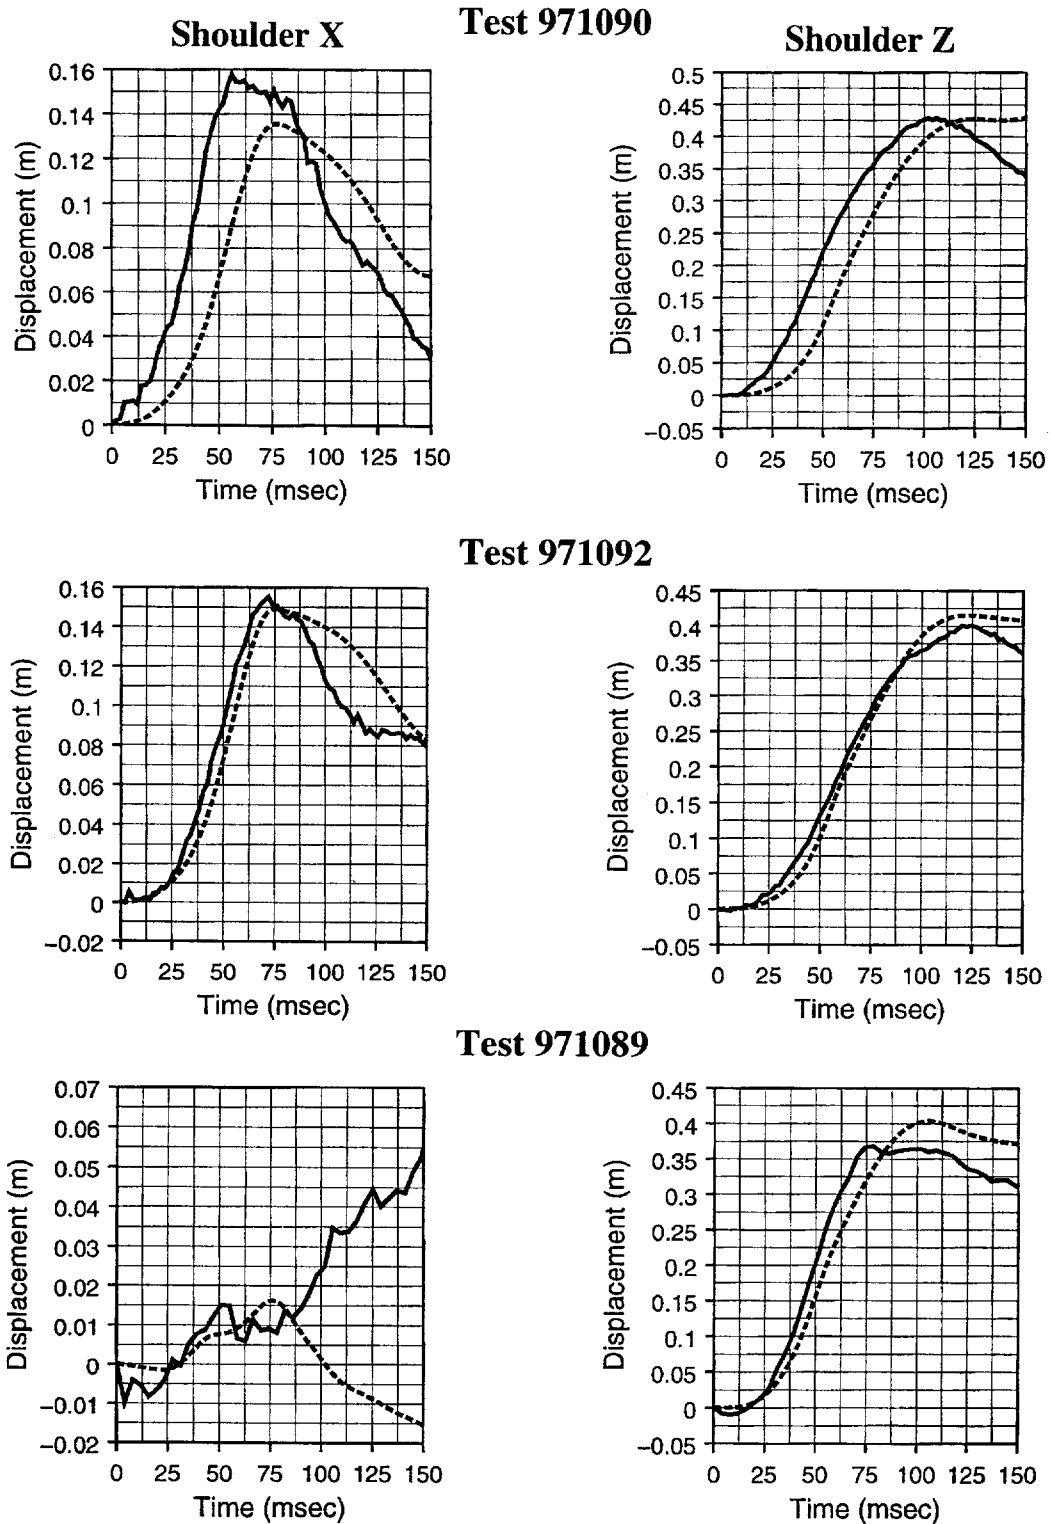 Test 971090
Shoulder X
Shoulder Z
0.16
0.14
0.12
0.1
0.08
0.06
0.04
0.02
0
Displacement (m)
0 25 50 75 100 125 150
Time (msec)
0.5
0.45
0.4
0.35
0.3
0.25
0.2
0.15
0.1
0.05
0
−0.05
Displacement (m)
0 25 50 75 100 125 150
Time (msec)
Test 971092
0.16
0.14
0.12
0.1
0.08
0.06
0.04
0.02
0
−0.02
Displacement (m)
0 25 50 75 100 125 150
Time (msec)
0.45
0.4
0.35
0.3
0.25
0.2
0.15
0.1
0.05
0
−0.05
Displacement (m)
0 25 50 75 100 125 150
Time (msec)
Test 971089
0.07
0.06
0.05
0.04
0.03
0.02
0.01
0
−0.01
−0.02
Displacement (m)
0 25 50 75 100 125 150
Time (msec)
0.45
0.4
0.35
0.3
0.25
0.2
0.15
0.1
0.05
0
−0.05
Displacement (m)
0 25 50 75 100 125 150
Time (msec)